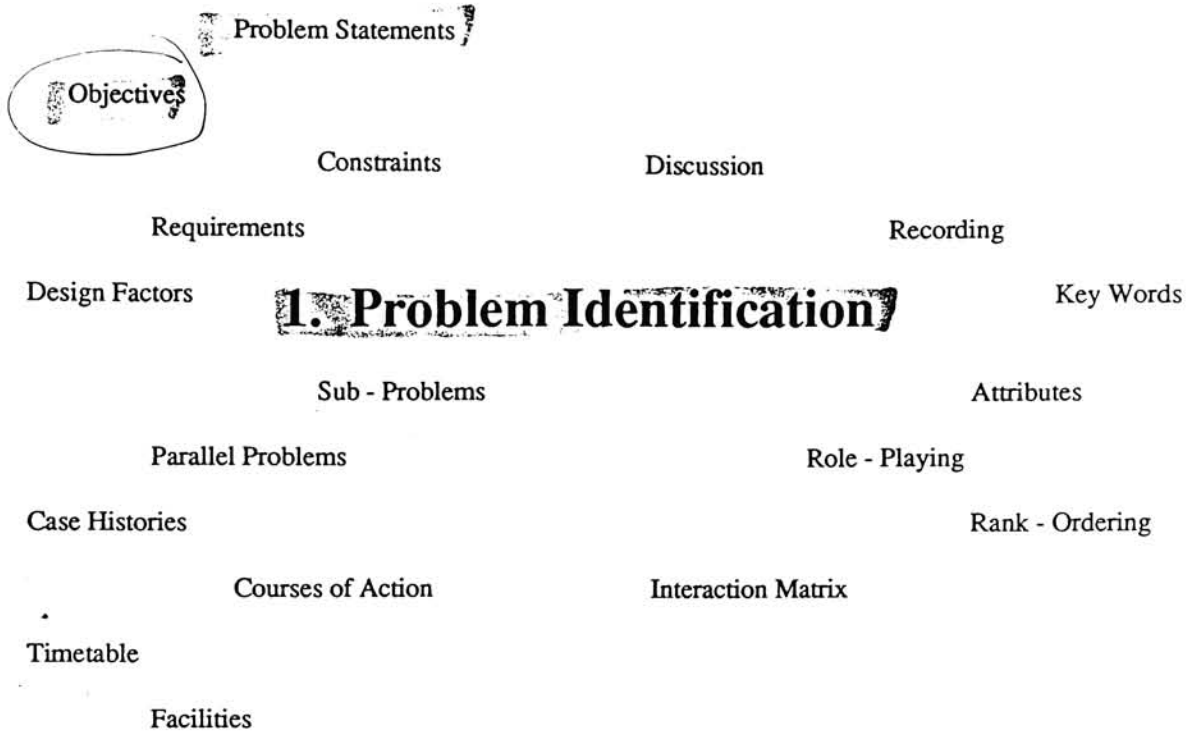 Problem Statements
Objectives
Constraints Discussion
Requirements Recording
Design Factors 1. Problem Identification Key Words
Sub - Problems Attributes
Parallel Problems Role - Playing
Case Histories Rank - Ordering
Courses of Action Interaction Matrix
Timetable
Facilities